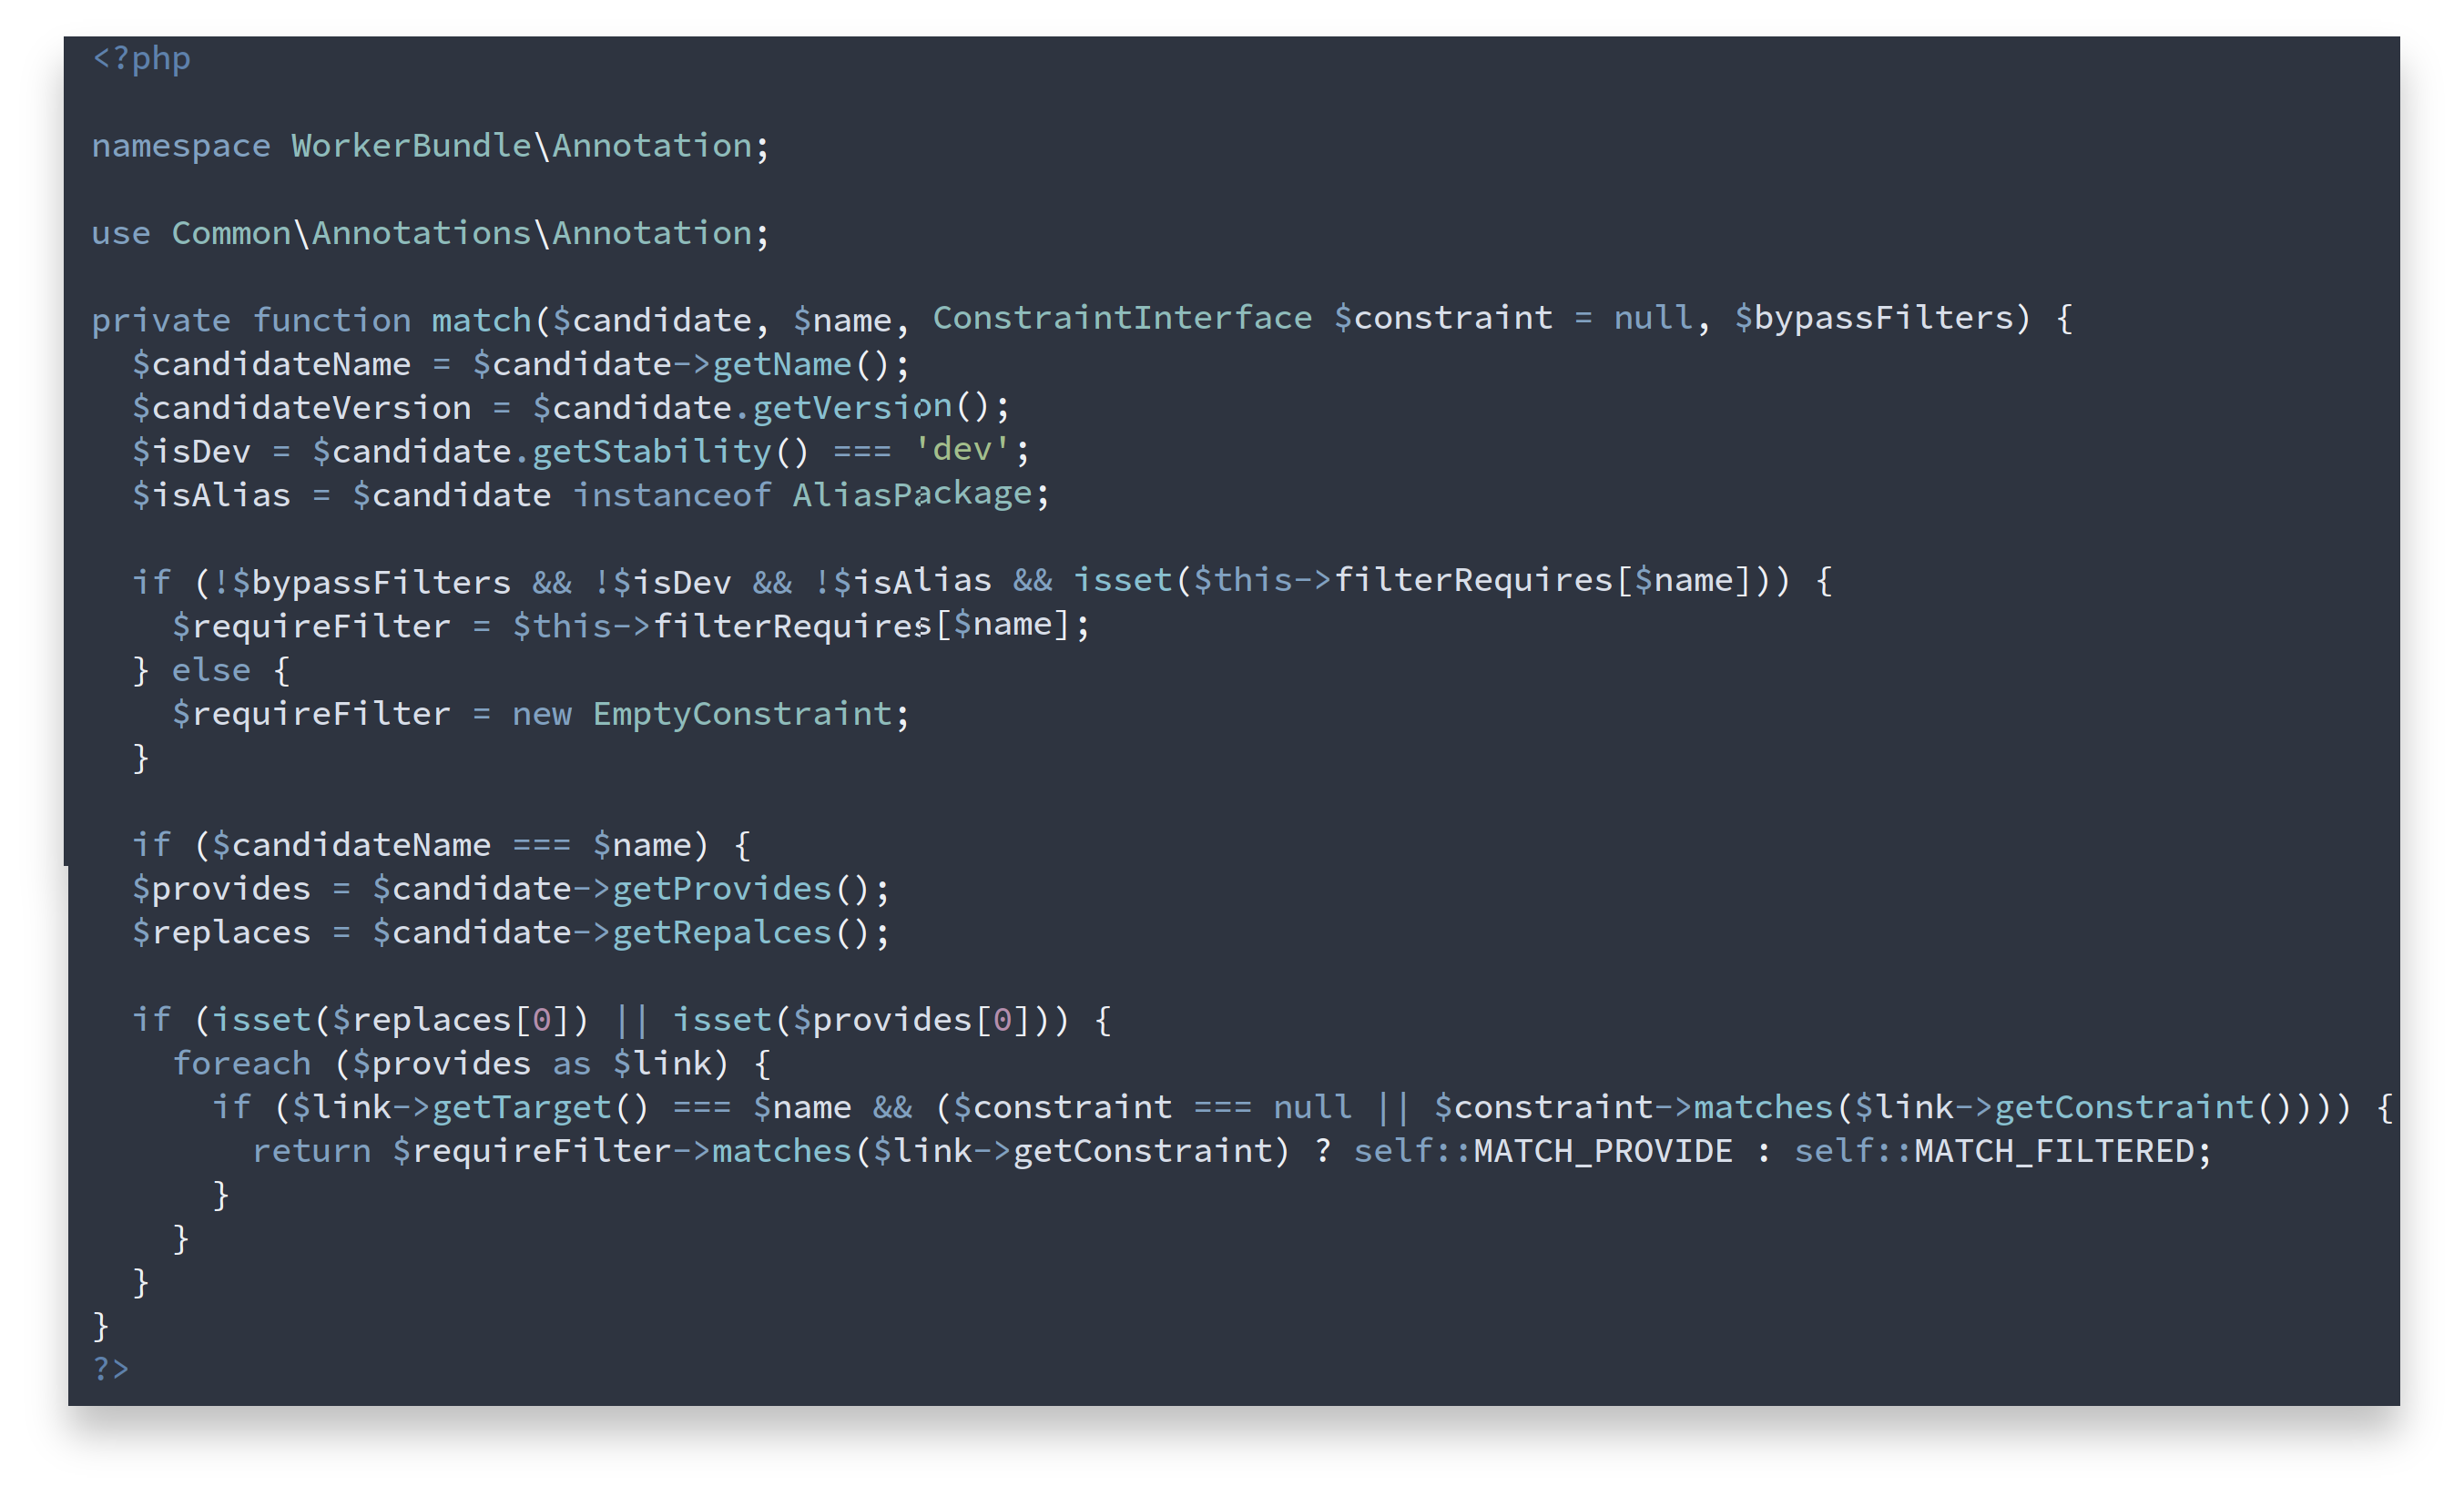 <?php
namespace WorkerBundle\Annotation;
use Common\Annotations\Annotation;
private function match($candidate, $name, ConstraintInterface $constraint = null, $bypassFilters) {
$candidateName = $candidate->getName();
$candidateVersion = $candidate.getVersion();
$isDev = $candidate.getStability() === 'dev';
$isAlias = $candidate instanceof AliasPackage;
if (!$bypassFilters && !$isDev && !$isAlias && isset($this->filterRequires[$name])) {
$requireFilter = $this->filterRequires[$name];
} else {
$requireFilter = new EmptyConstraint;
}
if ($candidateName === $name) {
$provides = $candidate->getProvides();
$replaces = $candidate->getRepalces();
if (isset($replaces[0]) || isset($provides[0])) {
foreach ($provides as $link) {
if ($link->getTarget() === $name && ($constraint === null || $constraint->matches($link->getConstraint()))) {
return $requireFilter->matches($link->getConstraint) ? self::MATCH_PROVIDE : self::MATCH_FILTERED;
}
}
}
}
?>